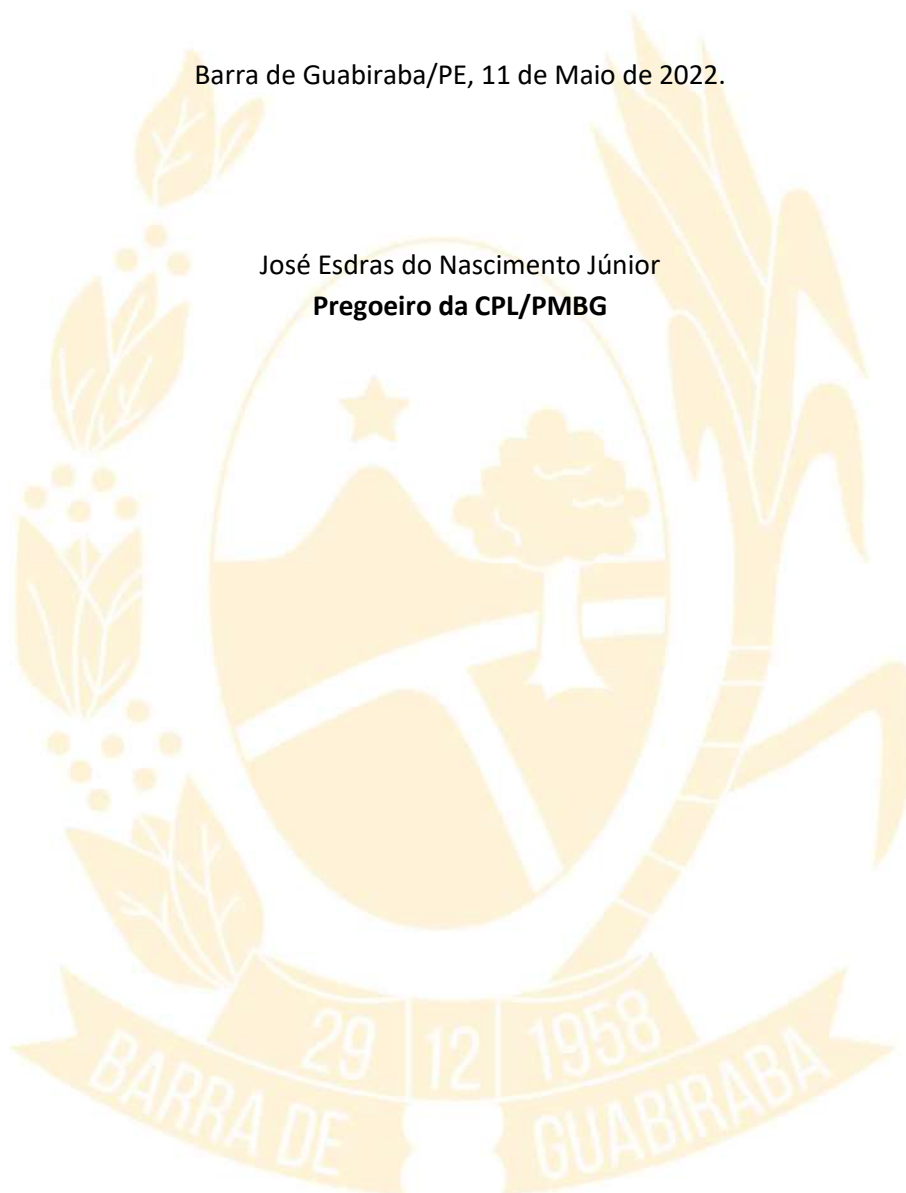 Barra de Guabiraba/PE, 11 de Maio de 2022.
José Esdras do Nascimento Júnior
Pregoeiro da CPL/PMBG
29 12 1958
BARRA DE GUABIRABA